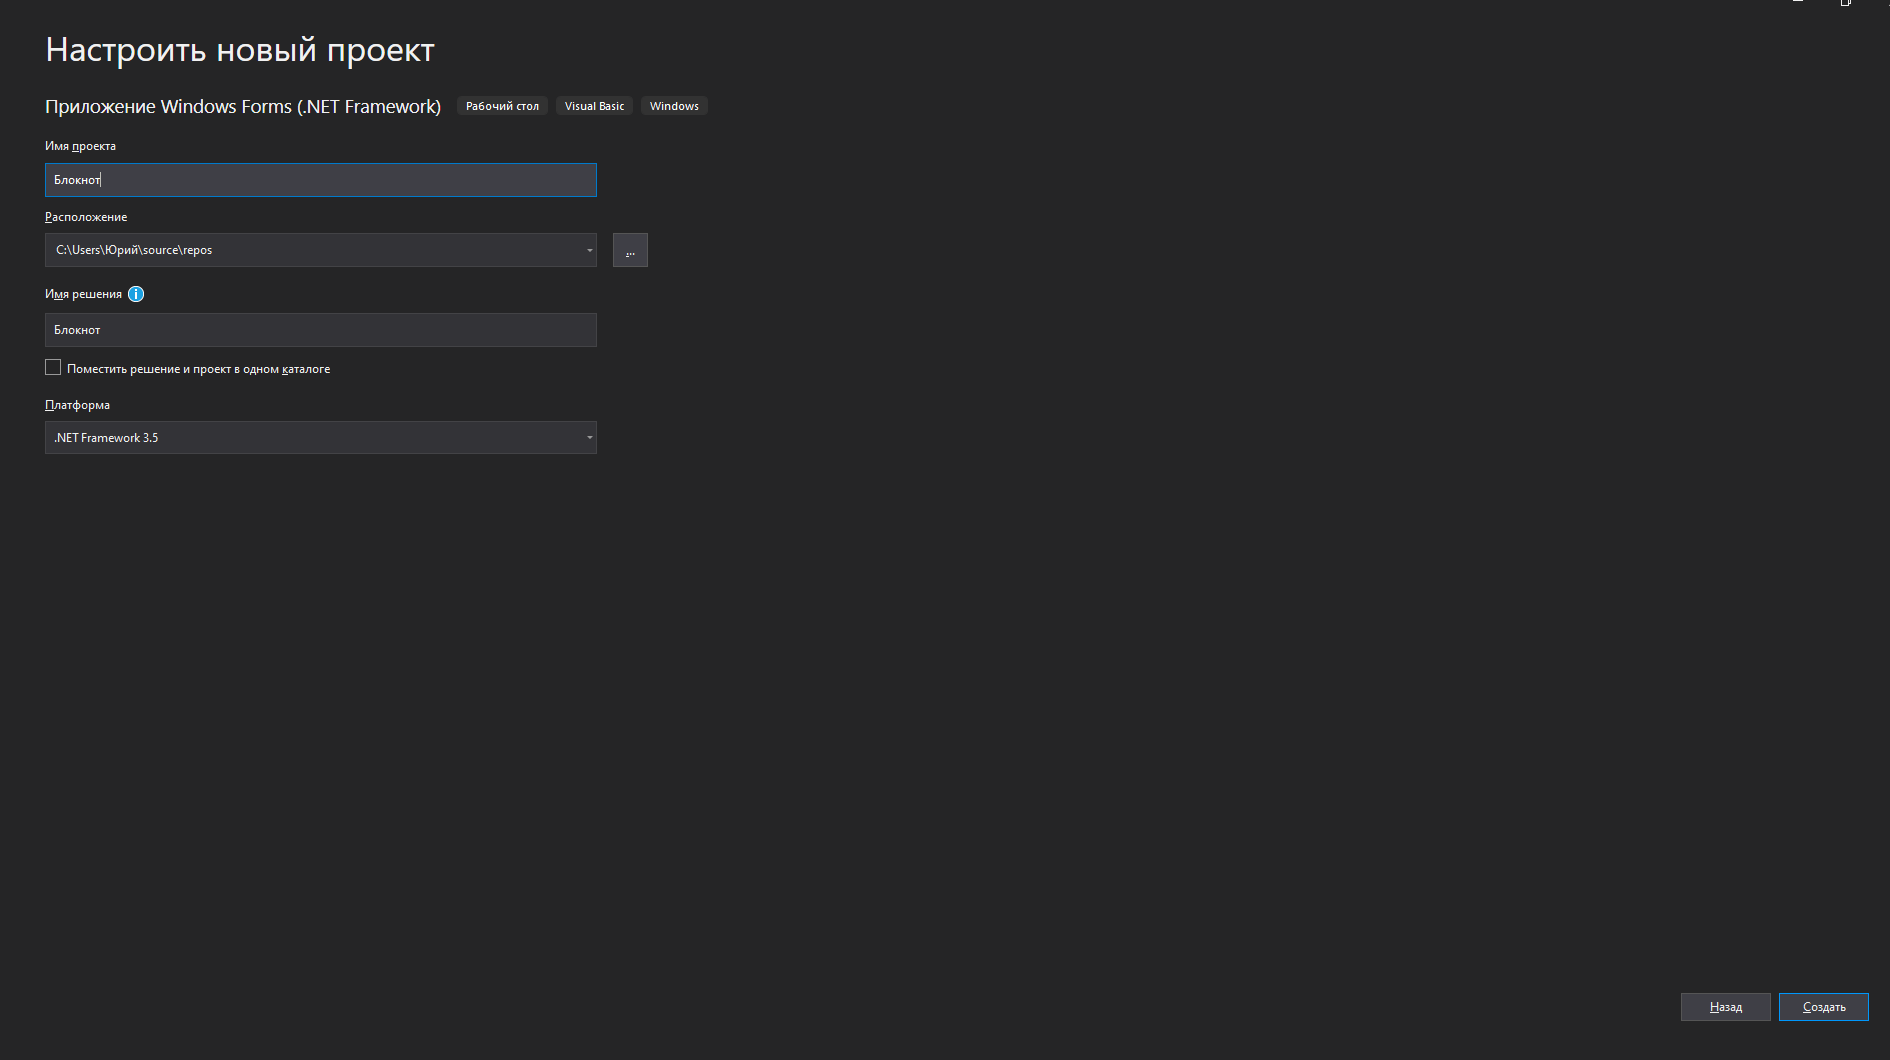 Настроить новый проект
Приложение Windows Forms (.NET Framework) Рабочий стол Visual Basic Windows
Имя проекта
Блокнот
Расположение
C:\Users\Юрий\source\repos
...
Имя решения
Блокнот
Поместить решение и проект в одном каталоге
Платформа
.NET Framework 3.5
Назад Создать